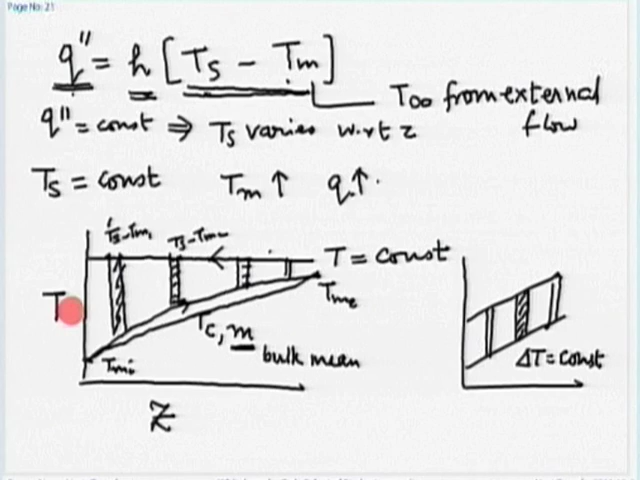 Page No: 21
q'' = h [ Ts - Tm ]
T∞ from external flow
q'' = const ⇒ Ts varies w.r.t z
Ts = const Tm ↑ q ↑.
Ts-Tm1 Ts-Tm
T = const
T
Tme
Tc, m
bulk mean
Tmi
ΔT = const
Z